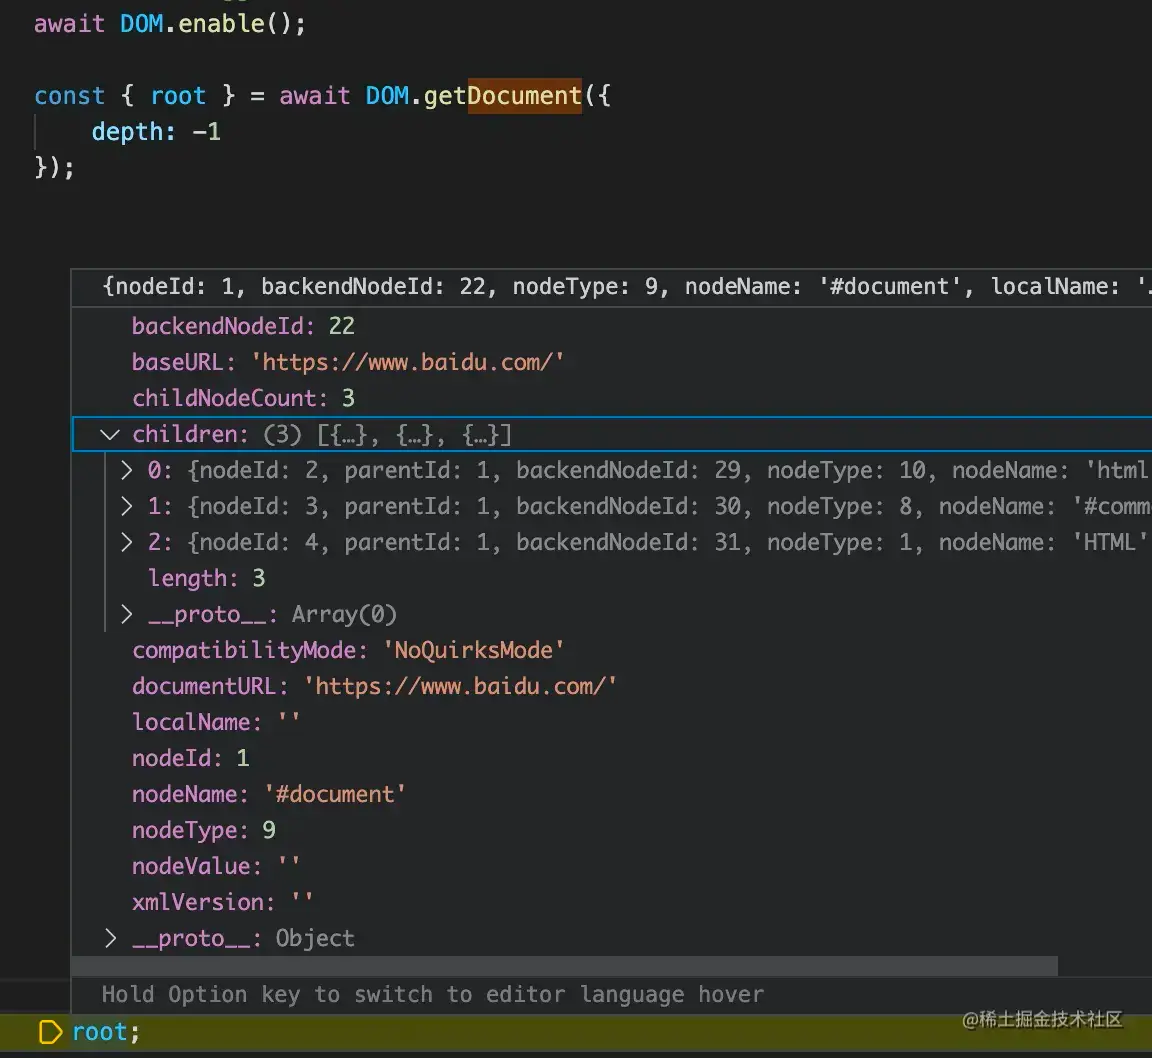 await DOM.enable();
const { root } = await DOM.getDocument({
depth: -1
});
{nodeId: 1, backendNodeId: 22, nodeType: 9, nodeName: '#document', localName: '.
backendNodeId: 22
baseURL: 'https://www.baidu.com/'
childNodeCount: 3
children: (3) [{…}, {…}, {…}]
0: {nodeId: 2, parentId: 1, backendNodeId: 29, nodeType: 10, nodeName: 'html
1: {nodeId: 3, parentId: 1, backendNodeId: 30, nodeType: 8, nodeName: '#comm
2: {nodeId: 4, parentId: 1, backendNodeId: 31, nodeType: 1, nodeName: 'HTML'
length: 3
__proto__: Array(0)
compatibilityMode: 'NoQuirksMode'
documentURL: 'https://www.baidu.com/'
localName: ''
nodeId: 1
nodeName: '#document'
nodeType: 9
nodeValue: ''
xmlVersion: ''
__proto__: Object
Hold Option key to switch to editor language hover
root;
@稀土掘金技术社区